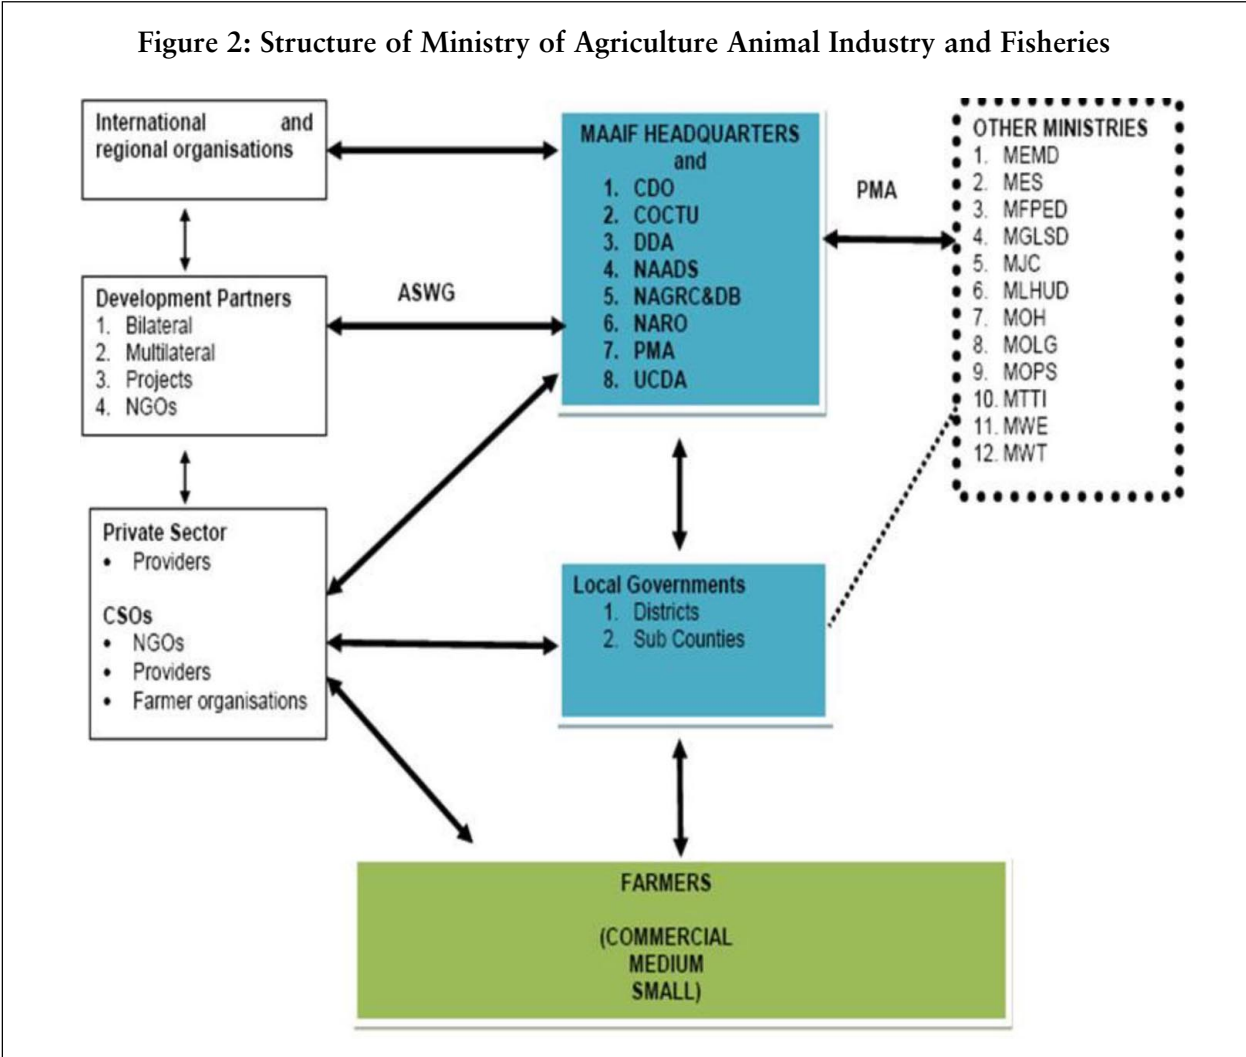 Figure 2: Structure of Ministry of Agriculture Animal Industry and Fisheries
International and
regional organisations
MAAIF HEADQUARTERS
and
1. CDO
2. COCTU
3. DDA
4. NAADS
5. NAGRC&DB
6. NARO
7. PMA
8. UCDA
PMA
OTHER MINISTRIES
1. MEMD
2. MES
3. MFPED
4. MGLSD
5. MJC
6. MLHUD
7. MOH
8. MOLG
9. MOPS
10. MTTI
11. MWE
12. MWT
Development Partners
1. Bilateral
2. Multilateral
3. Projects
4. NGOs
ASWG
Private Sector
• Providers
CSOs
• NGOs
• Providers
• Farmer organisations
Local Governments
1. Districts
2. Sub Counties
FARMERS
(COMMERCIAL
MEDIUM
SMALL)